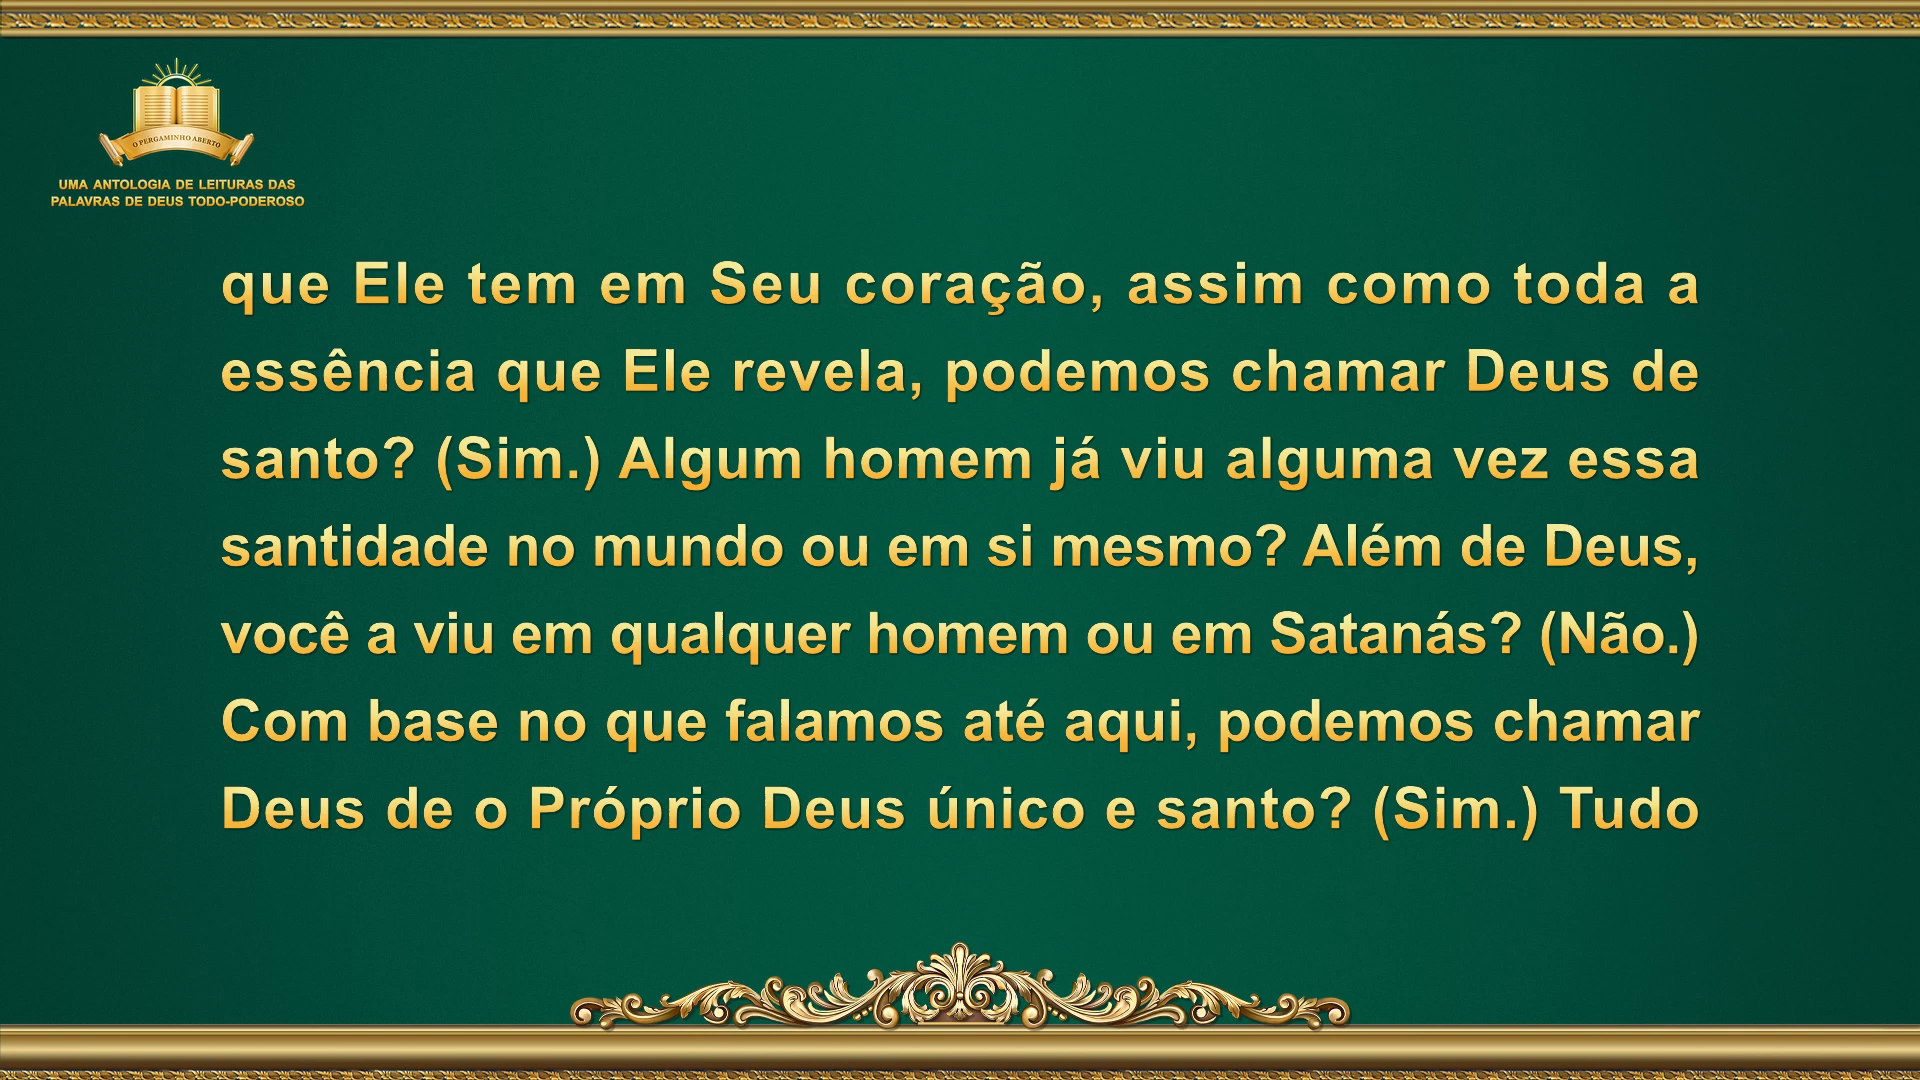 O PERGAMINHO ABERTO
UMA ANTOLOGIA DE LEITURAS DAS
PALAVRAS DE DEUS TODO-PODEROSO
que Ele tem em Seu coração, assim como toda a
essência que Ele revela, podemos chamar Deus de
santo? (Sim.) Algum homem já viu alguma vez essa
santidade no mundo ou em si mesmo? Além de Deus,
você a viu em qualquer homem ou em Satanás? (Não.)
Com base no que falamos até aqui, podemos chamar
Deus de o Próprio Deus único e santo? (Sim.) Tudo